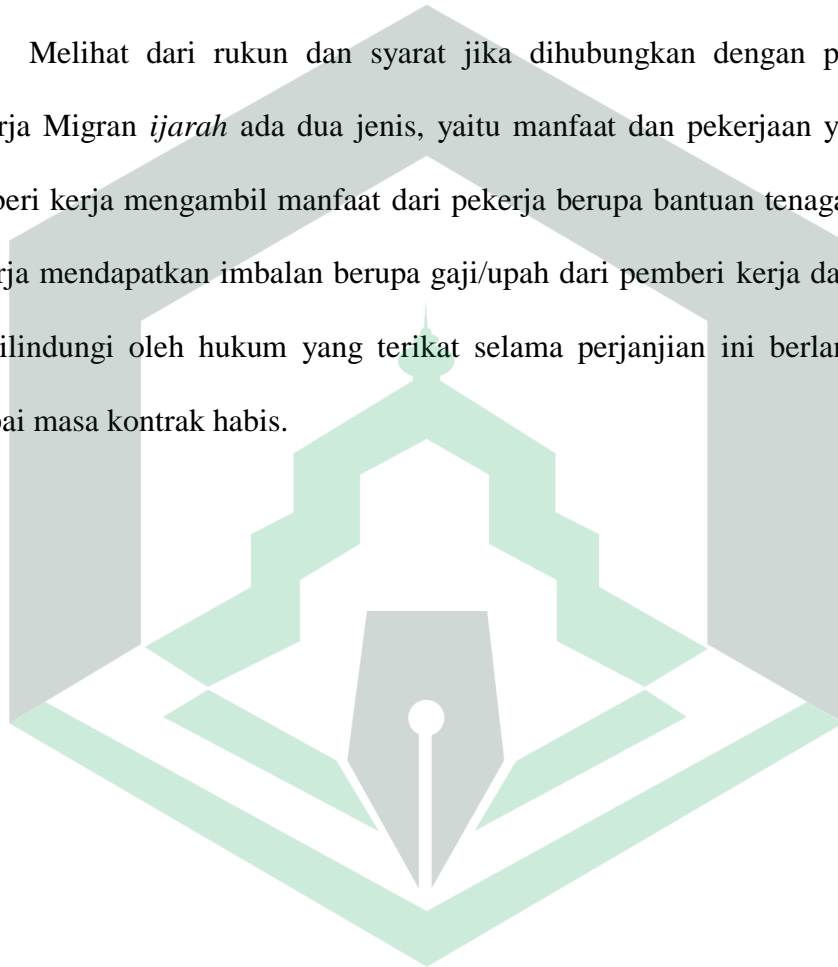 Melihat dari rukun dan syarat jika dihubungkan dengan p
rja Migran ijarah ada dua jenis, yaitu manfaat dan pekerjaan y
beri kerja mengambil manfaat dari pekerja berupa bantuan tenaga
rja mendapatkan imbalan berupa gaji/upah dari pemberi kerja da
ilindungi oleh hukum yang terikat selama perjanjian ini berla
pai masa kontrak habis.